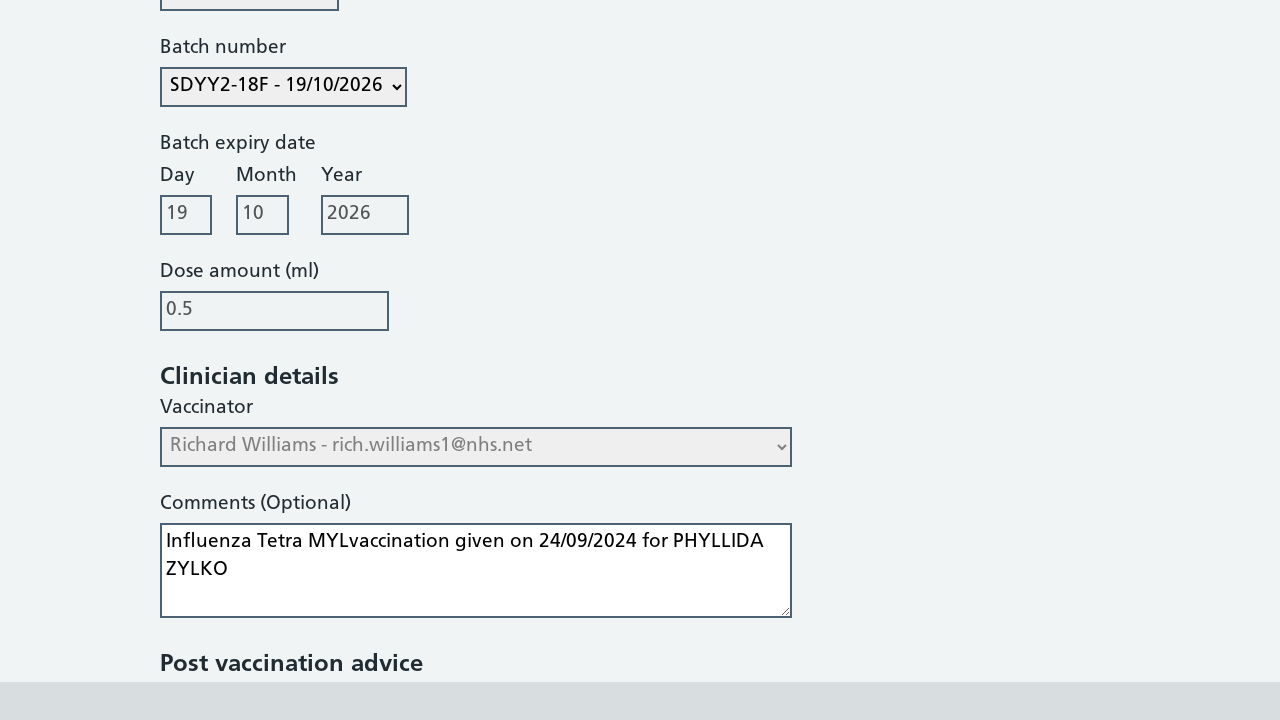 Batch number
SDYY2-18F - 19/10/2026
Batch expiry date
Day Month Year
19 10 2026
Dose amount (ml)
0.5
Clinician details
Vaccinator
Richard Williams - rich.williams1@nhs.net
Comments (Optional)
Influenza Tetra MYLvaccination given on 24/09/2024 for PHYLLIDA
ZYLKO
Post vaccination advice